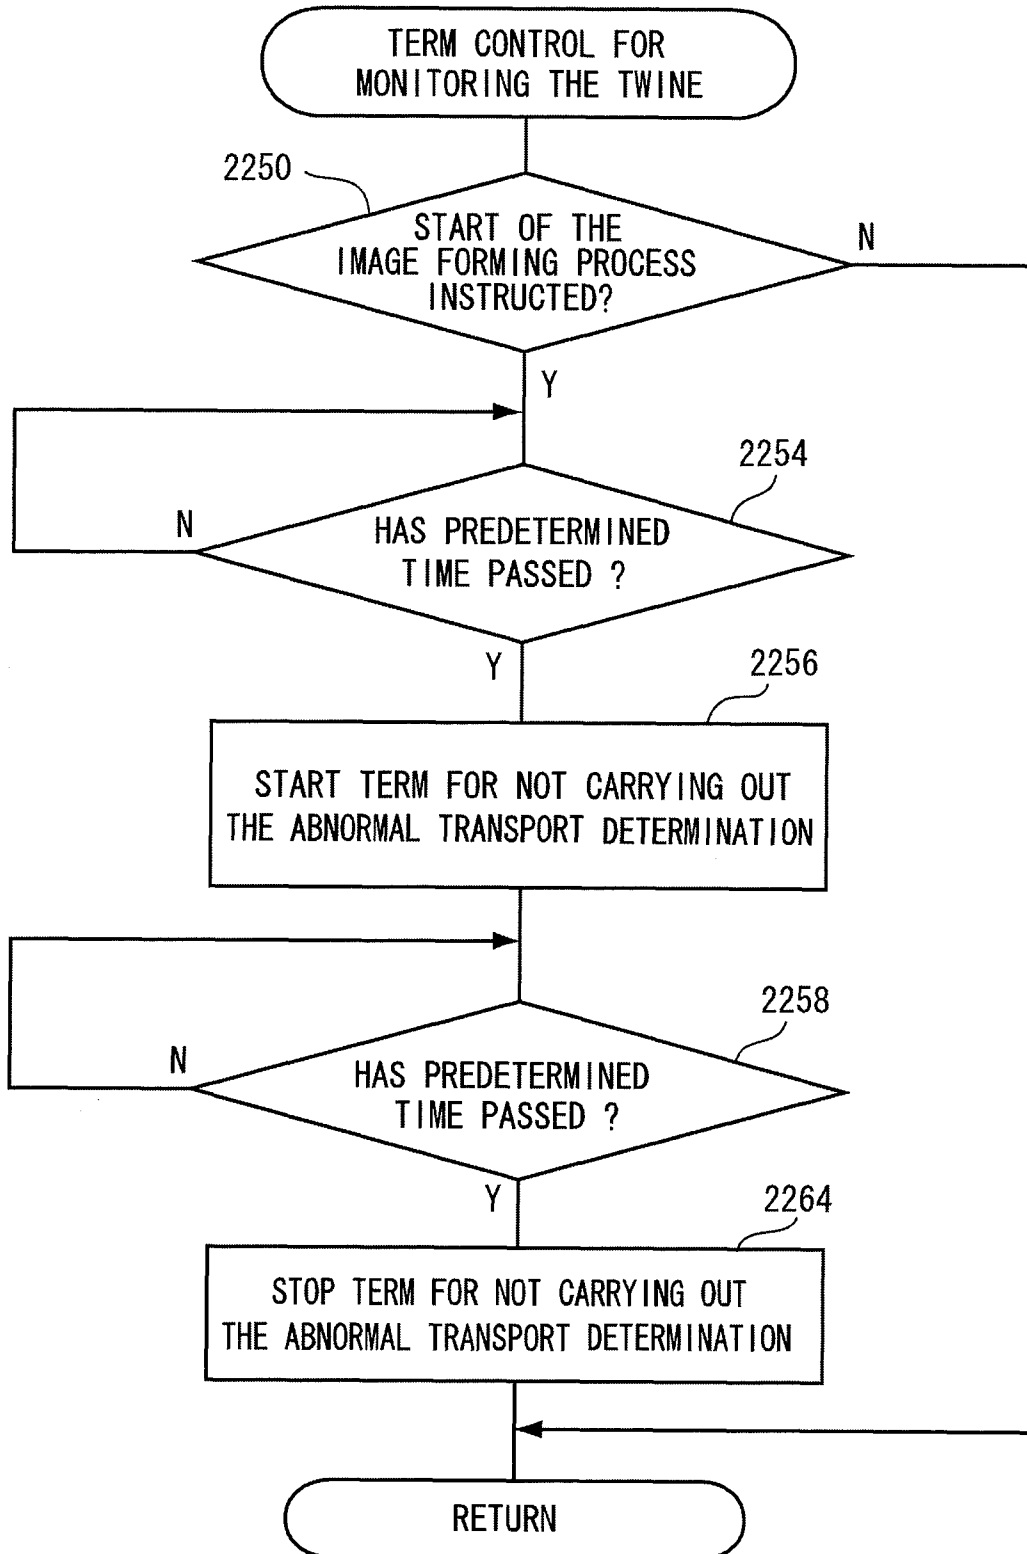 TERM CONTROL FOR
MONITORING THE TWINE
2250
START OF THE
IMAGE FORMING PROCESS
INSTRUCTED?
N
Y
2254
N
HAS PREDETERMINED
TIME PASSED ?
Y
2256
START TERM FOR NOT CARRYING OUT
THE ABNORMAL TRANSPORT DETERMINATION
2258
N
HAS PREDETERMINED
TIME PASSED ?
Y
2264
STOP TERM FOR NOT CARRYING OUT
THE ABNORMAL TRANSPORT DETERMINATION
RETURN